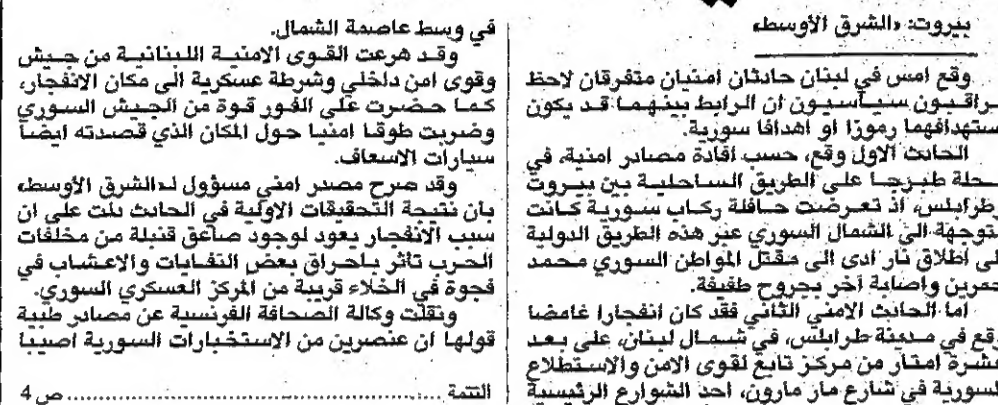 بيروت: «الشرق الأوسط»
وقع امس في لبنان حادثان امنيان متفرقان لاحظ
راقبون سياسيون ان الرابط بينهما قد يكون
ستهدافهما رموزا او اهدافا سورية.
الحادث الاول وقع، حسب افادة مصادر امنية، في
حلة طبرجا على الطريق الساحلية بين بيروت
طرابلس، اذ تعرضت حافلة ركاب سورية كانت
توجهة الى الشمال السوري عبر هذه الطريق الدولية
لى اطلاق نار ادى الى مقتل المواطن السوري محمد
حمرين واصابة آخر بجروح طفيفة.
اما الحادث الامني الثاني فقد كان انفجارا غامضا
وقع في مدينة طرابلس، في شمال لبنان، على بعد
شرة امتار من مركز تابع لقوى الامن والاستطلاع
لسورية في شارع مار مارون، احد الشوارع الرئيسية
في وسط عاصمة الشمال.
وقد هرعت القوى الامنية اللبنانية من جيش
وقوى امن داخلي وشرطة عسكرية الى مكان الانفجار،
كما حضرت على الفور قوة من الجيش السوري
وضربت طوقا امنيا حول المكان الذي قصدته ايضا
سيارات الاسعاف.
وقد صرح مصدر امني مسؤول لـ«الشرق الأوسط»
بان نتيجة التحقيقات الاولية في الحادث دلت على ان
سبب الانفجار يعود لوجود صاعق قنبلة من مخلفات
الحرب تاثر باحراق بعض النفايات والاعشاب في
فجوة في الخلاء قريبة من المركز العسكري السوري.
ونقلت وكالة الصحافة الفرنسية عن مصادر طبية
قولها ان عنصرين من الاستخبارات السورية اصيبا
التتمة ........................ ص 4